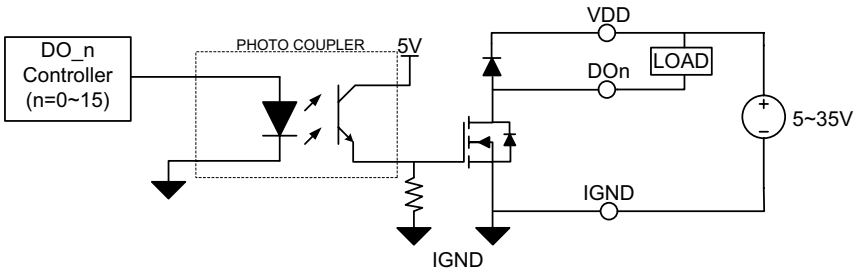 VDD
PHOTO COUPLER
5V
DO_n
Controller
(n=0~15)
DOn
LOAD
+
5~35V
−
IGND
IGND